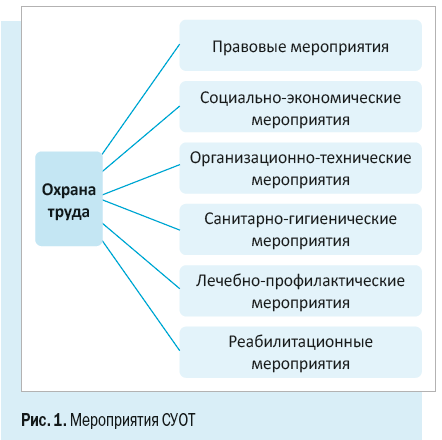 Охрана
труда
Правовые мероприятия
Социально-экономические
мероприятия
Организационно-технические
мероприятия
Санитарно-гигиенические
мероприятия
Лечебно-профилактические
мероприятия
Реабилитационные
мероприятия
Рис. 1. Мероприятия СУОТ